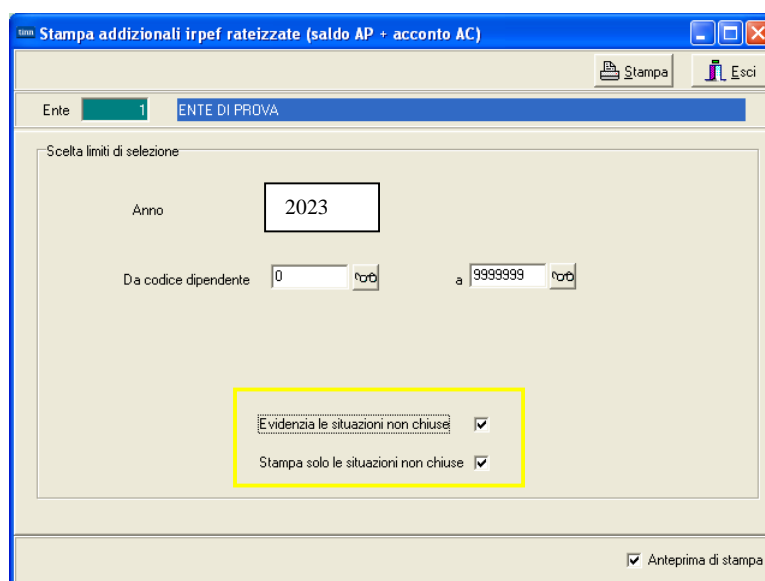 tinn Stampa addizionali irpef rateizzate (saldo AP + acconto AC)
Stampa Esci
Ente 1 ENTE DI PROVA
Scelta limiti di selezione
Anno 2023
Da codice dipendente 0 a 9999999
Evidenzia le situazioni non chiuse
Stampa solo le situazioni non chiuse
Anteprima di stampa